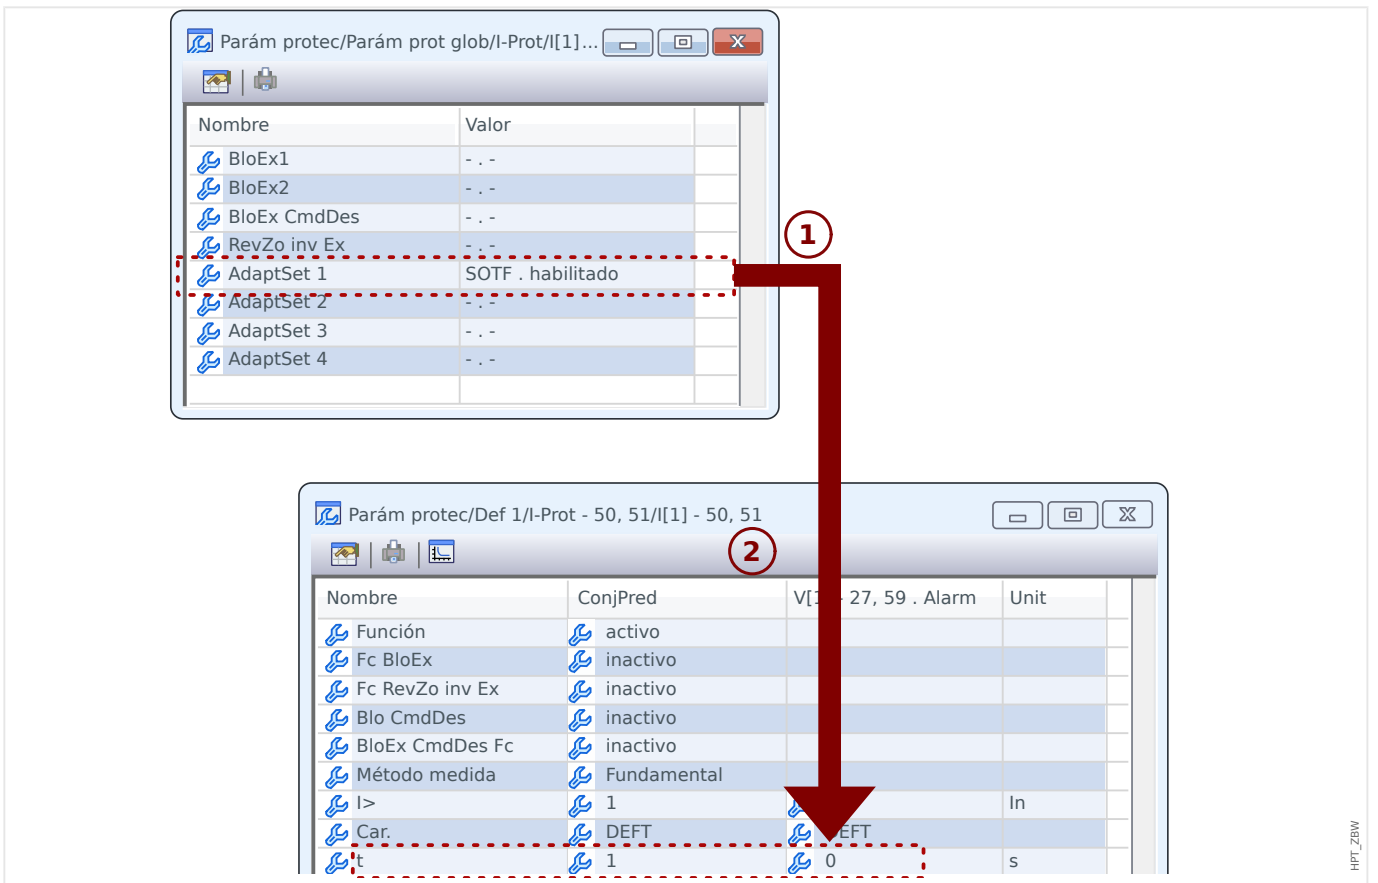 Parám protec/Parám prot glob/I-Prot/I[1]...
Nombre Valor
BloEx1 - . -
BloEx2 - . -
BloEx CmdDes - . -
RevZo inv Ex - . -
AdaptSet 1 SOTF . habilitado
AdaptSet 2 - . -
AdaptSet 3 - . -
AdaptSet 4 - . -
1
Parám protec/Def 1/I-Prot - 50, 51/I[1] - 50, 51
2
Nombre ConjPred V[1 - 27, 59 . Alarm Unit
Función activo
Fc BloEx inactivo
Fc RevZo inv Ex inactivo
Blo CmdDes inactivo
BloEx CmdDes Fc inactivo
Método medida Fundamental
I> 1 In
Car. DEFT
t 1 0 s
HPT_ZBW